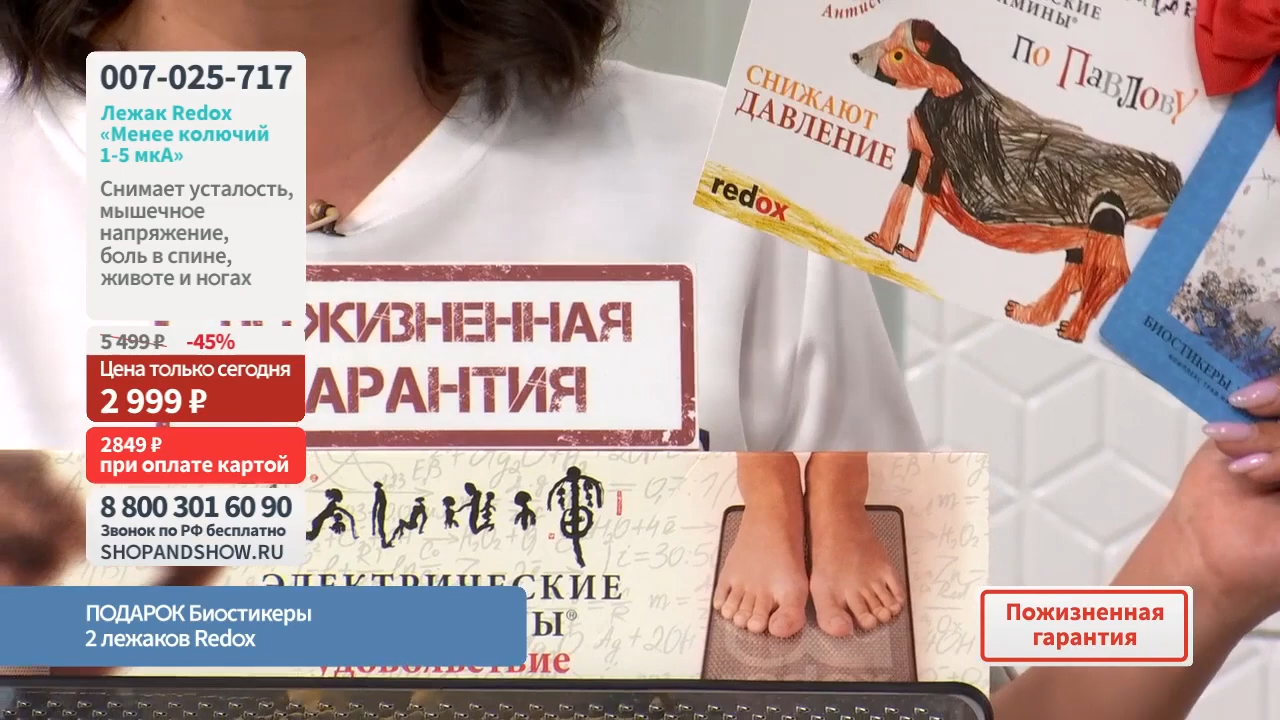 007-025-717
Лежак Redox
«Менее колючий
1-5 мкА»
Снимает усталость,
мышечное
напряжение,
боль в спине,
животе и ногах
5 499 ₽ -45%
Цена только сегодня
2 999 ₽
2849 ₽
при оплате картой
8 800 301 60 90
Звонок по РФ бесплатно
SHOPANDSHOW.RU
ПОДАРОК Биостикеры
2 лежаков Redox
Пожизненная
гарантия
ЖИЗНЕННАЯ
АРАНТИЯ
по Павлову
СНИЖАЮТ
ДАВЛЕНИЕ
redox
БИОСТИКЕРЫ
ЭЛЕКТРИЧЕСКИЕ
Ы®
удовольствие